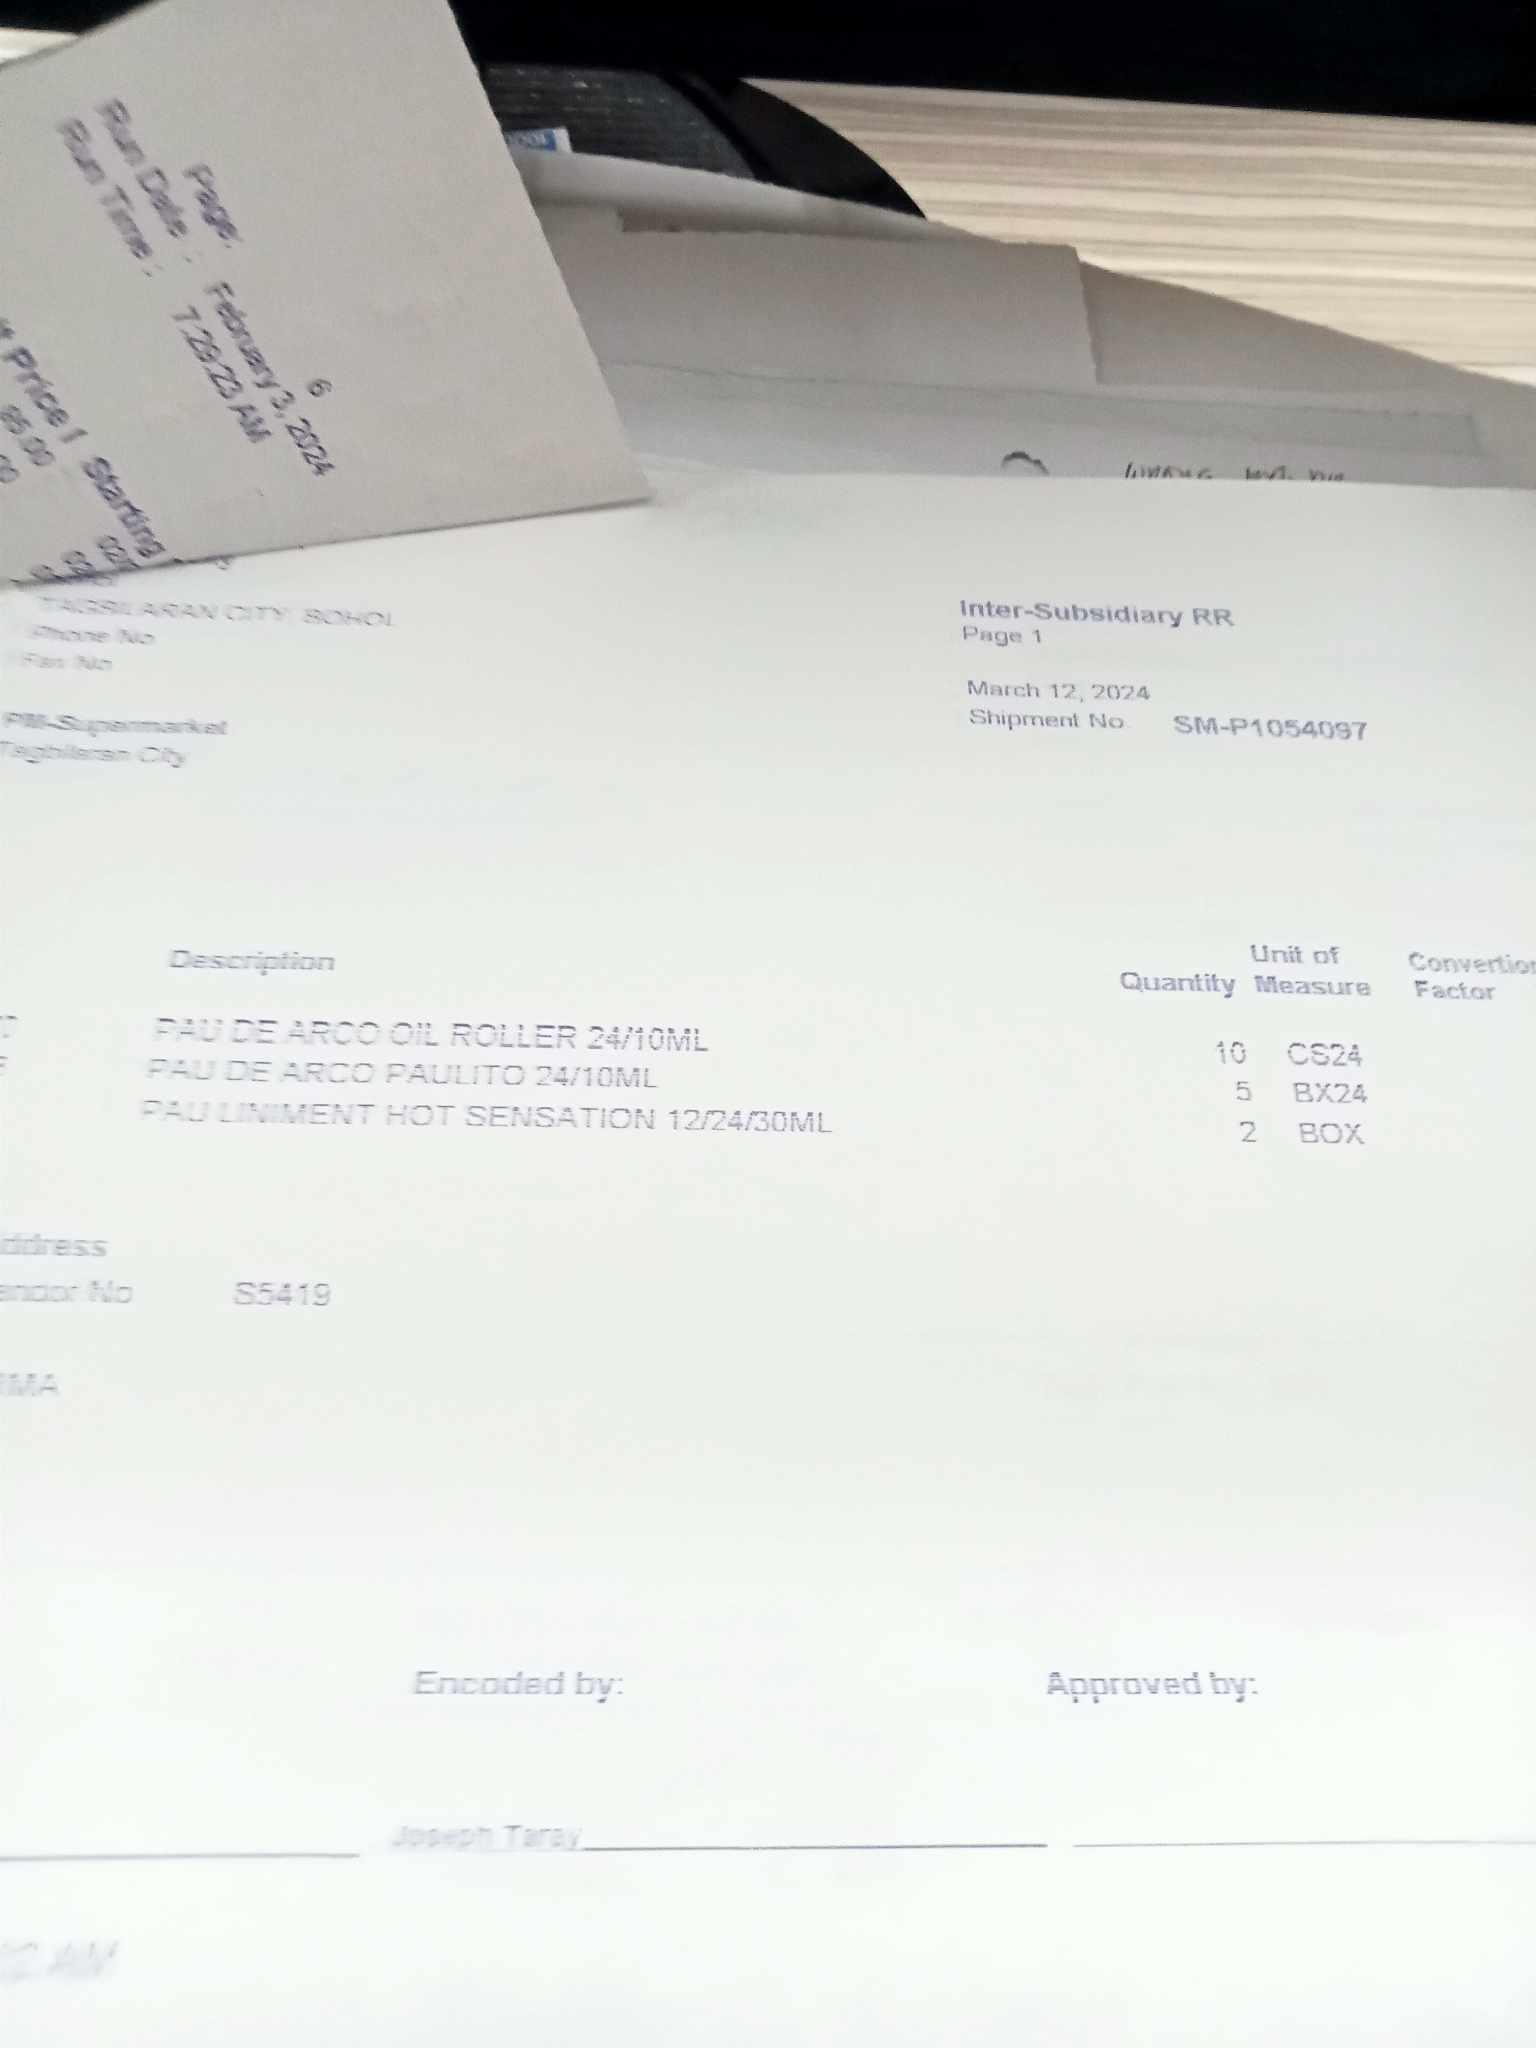 Page: 6
Run Date : February 3, 2024
Run Time : 7:29:23 AM
Price 1 Starting
85.00
TAGBILARAN CITY, BOHOL
Phone No
Fax No
Inter-Subsidiary RR
Page 1
March 12, 2024
Shipment No. SM-P1054097
PM-Supermarket
Tagbilaran City
Description Quantity Unit of Measure Convertion Factor
PAU DE ARCO OIL ROLLER 24/10ML 10 CS24
PAU DE ARCO PAULITO 24/10ML 5 BX24
PAU LINIMENT HOT SENSATION 12/24/30ML 2 BOX
ddress
endor No S5419
RMA
Encoded by: Approved by:
Joseph Taray
AM